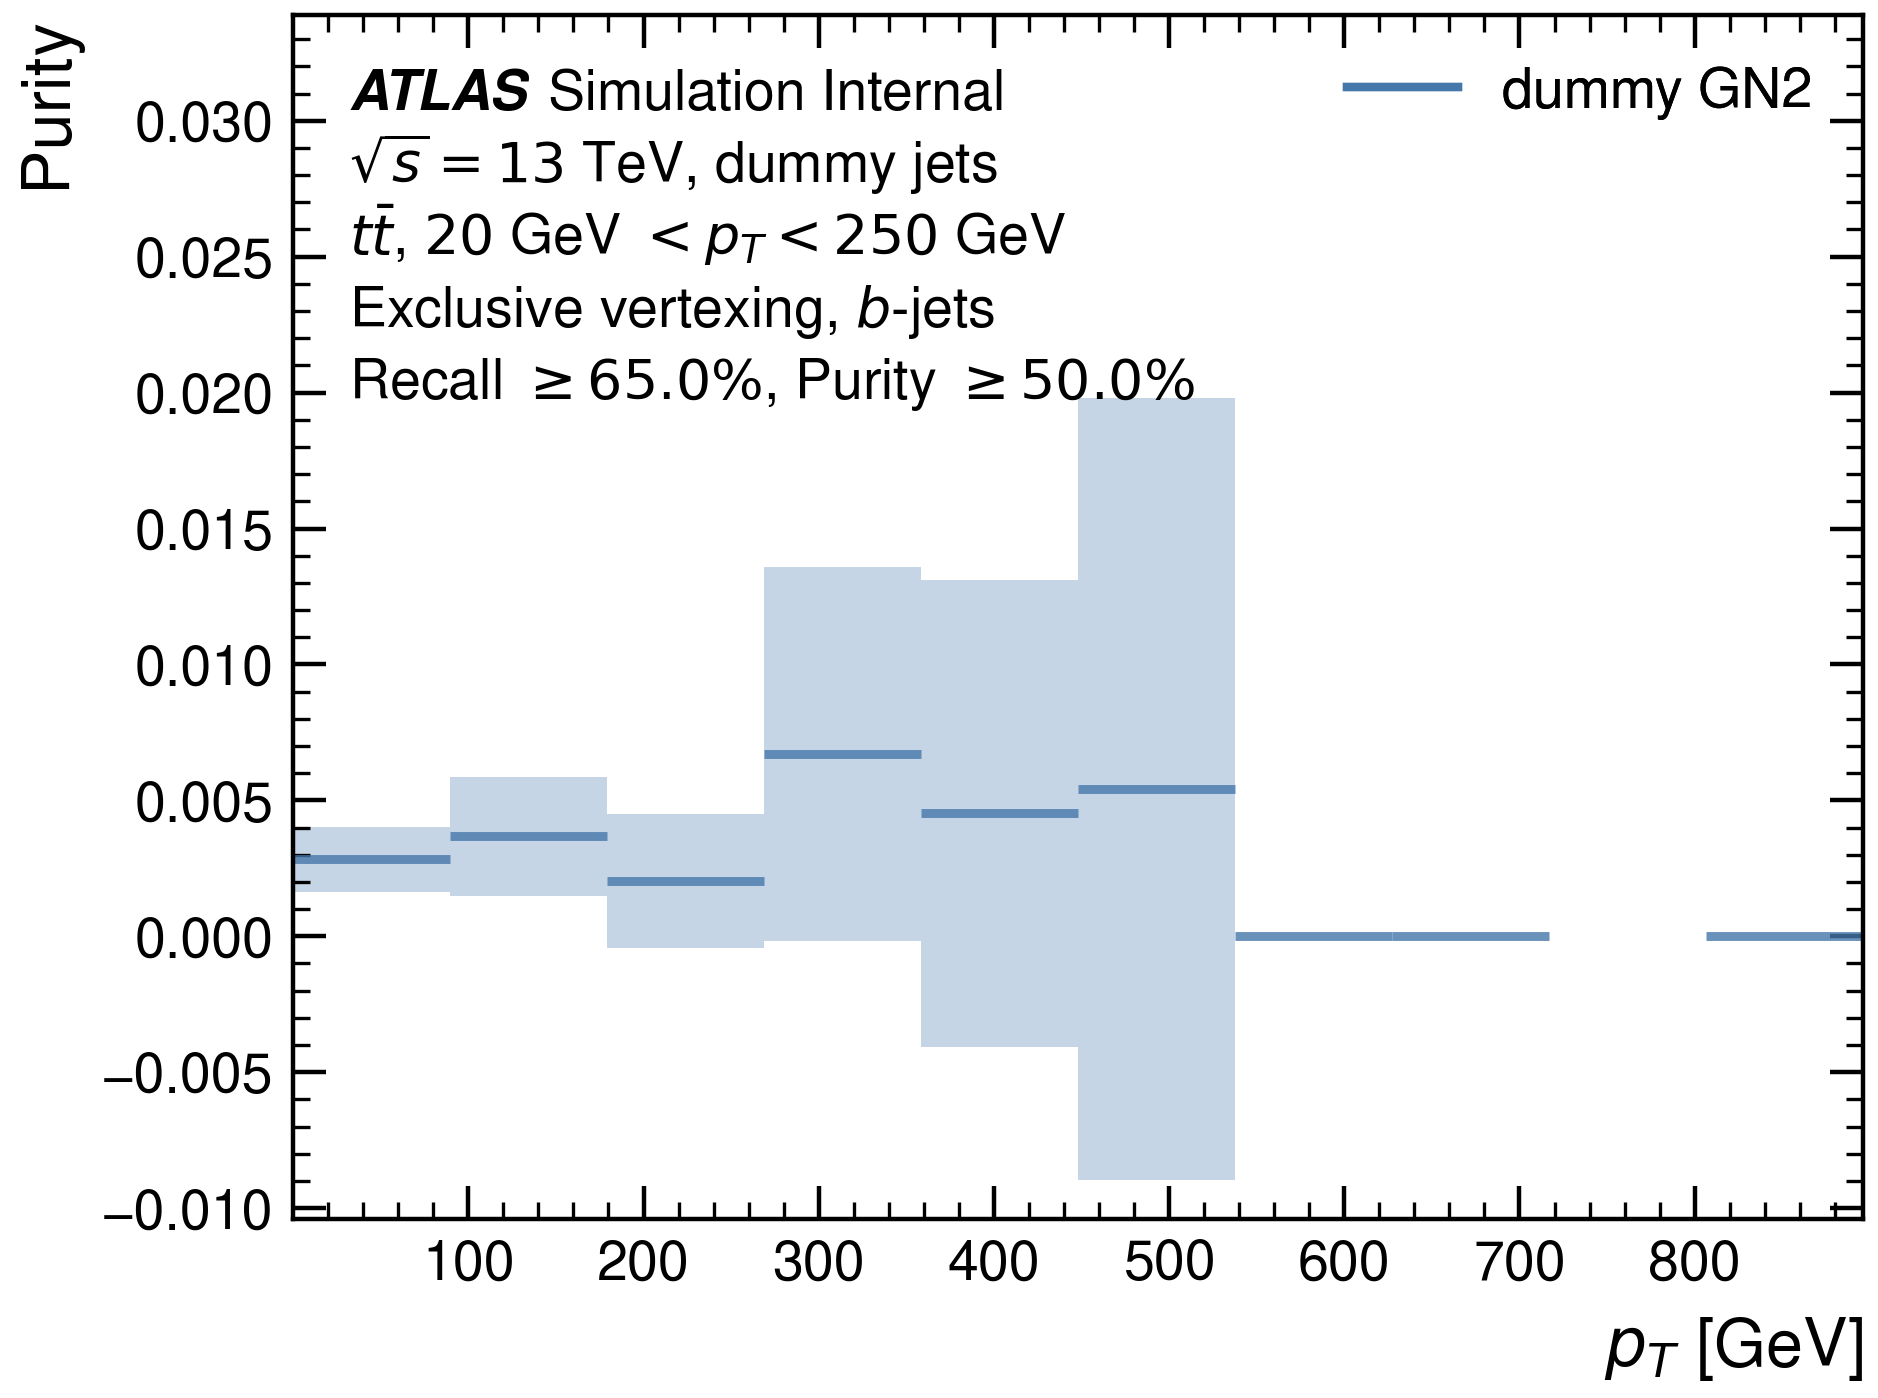 Purity
ATLAS Simulation Internal
√s = 13 TeV, dummy jets
tt̄, 20 GeV < p_T < 250 GeV
Exclusive vertexing, b-jets
Recall ≥ 65.0%, Purity ≥ 50.0%
dummy GN2
0.030
0.025
0.020
0.015
0.010
0.005
0.000
−0.005
−0.010
100 200 300 400 500 600 700 800
p_T [GeV]